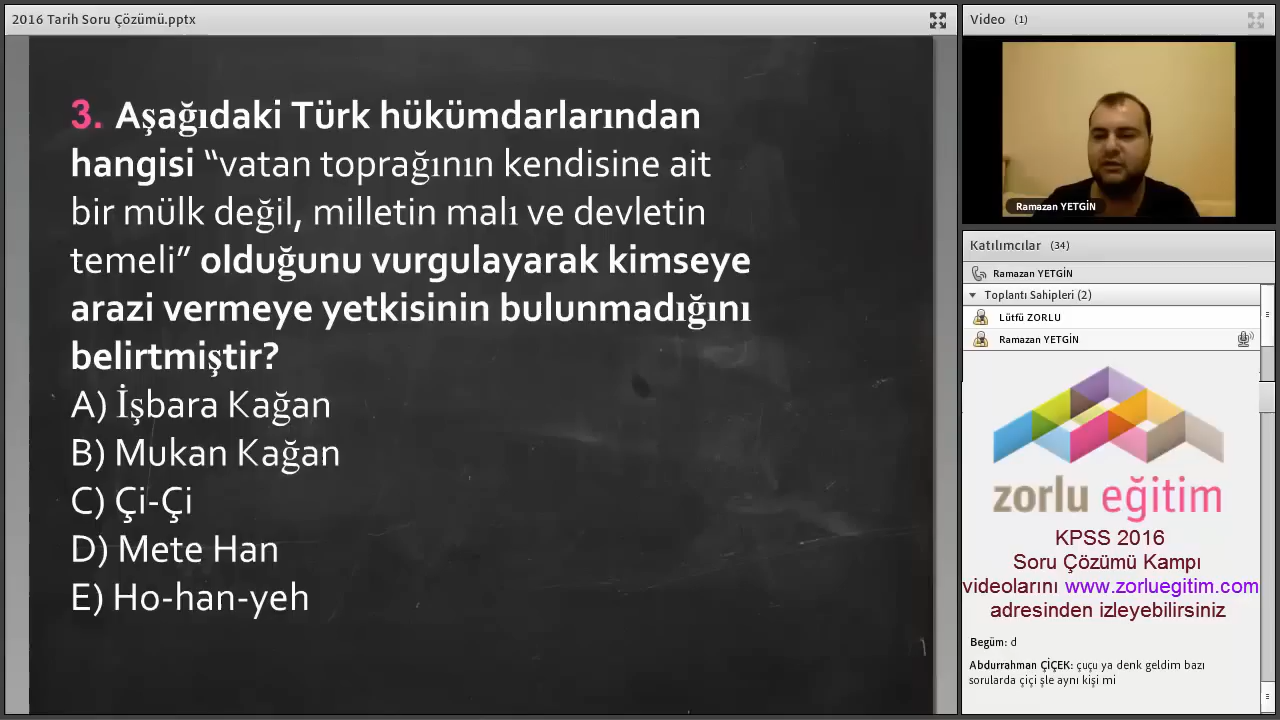 2016 Tarih Soru Çözümü.pptx
3. Aşağıdaki Türk hükümdarlarından
hangisi “vatan toprağının kendisine ait
bir mülk değil, milletin malı ve devletin
temeli” olduğunu vurgulayarak kimseye
arazi vermeye yetkisinin bulunmadığını
belirtmiştir?
A) İşbara Kağan
B) Mukan Kağan
C) Çi-Çi
D) Mete Han
E) Ho-han-yeh
Video (1)
Ramazan YETGİN
Katılımcılar (34)
Ramazan YETGİN
Toplantı Sahipleri (2)
Lütfü ZORLU
Ramazan YETGİN
zorlu eğitim
KPSS 2016
Soru Çözümü Kampı
videolarını www.zorluegitim.com
adresinden izleyebilirsiniz
Begüm: d
Abdurrahman ÇİÇEK: çuçu ya denk geldim bazı
sorularda çiçi şle aynı kişi mi